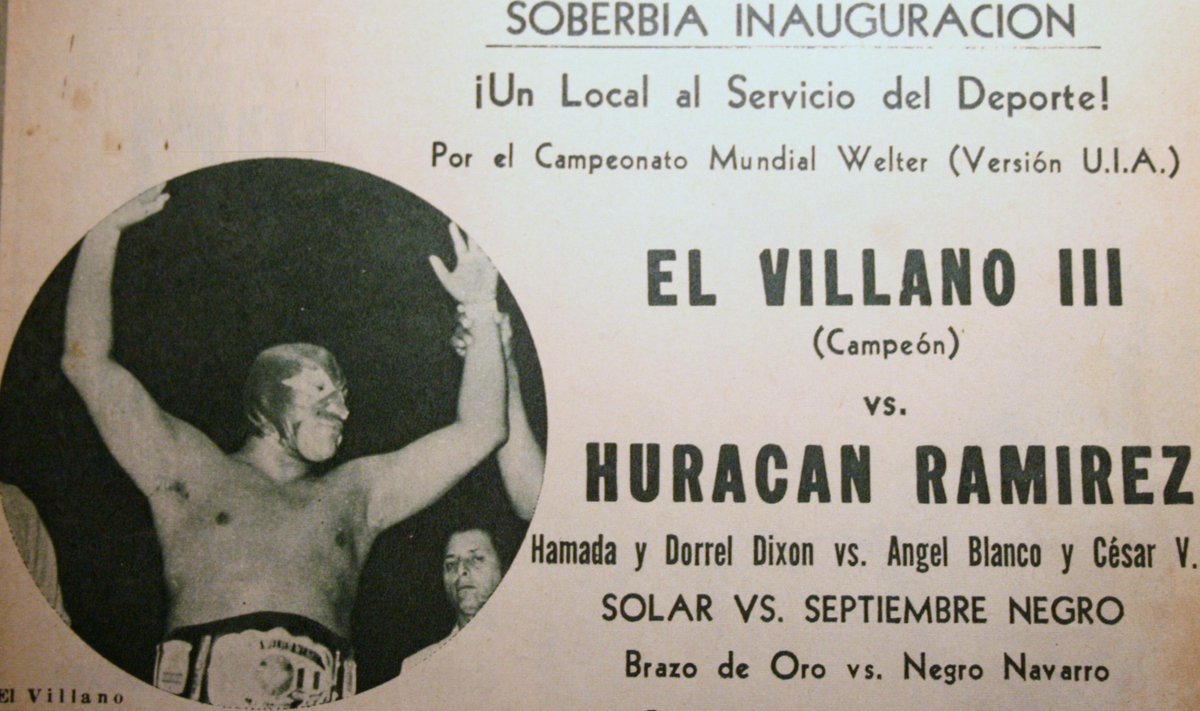 SOBERBIA INAUGURACION
¡Un Local al Servicio del Deporte!
Por el Campeonato Mundial Welter (Versión U.I.A.)
EL VILLANO III
(Campeón)
vs.
HURACAN RAMIREZ
Hamada y Dorrel Dixon vs. Angel Blanco y César V.
SOLAR VS. SEPTIEMBRE NEGRO
Brazo de Oro vs. Negro Navarro
El Villano